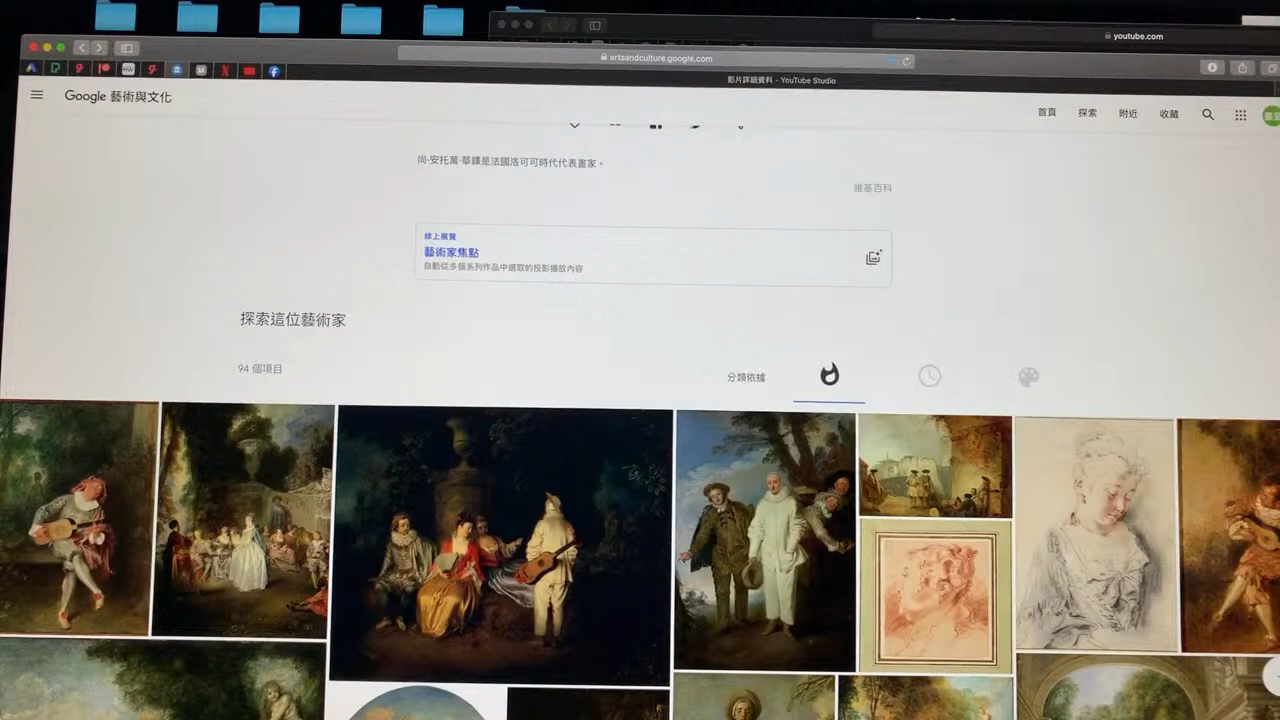 youtube.com
artsandculture.google.com
影片詳細資料 - YouTube Studio
Google 藝術與文化
首頁 探索 附近 收藏
尚-安托萬·華鐸是法國洛可可時代代表畫家。
維基百科
線上展覽
藝術家焦點
自動從多個系列作品中選取的投影播放內容
探索這位藝術家
94 個項目
分類依據